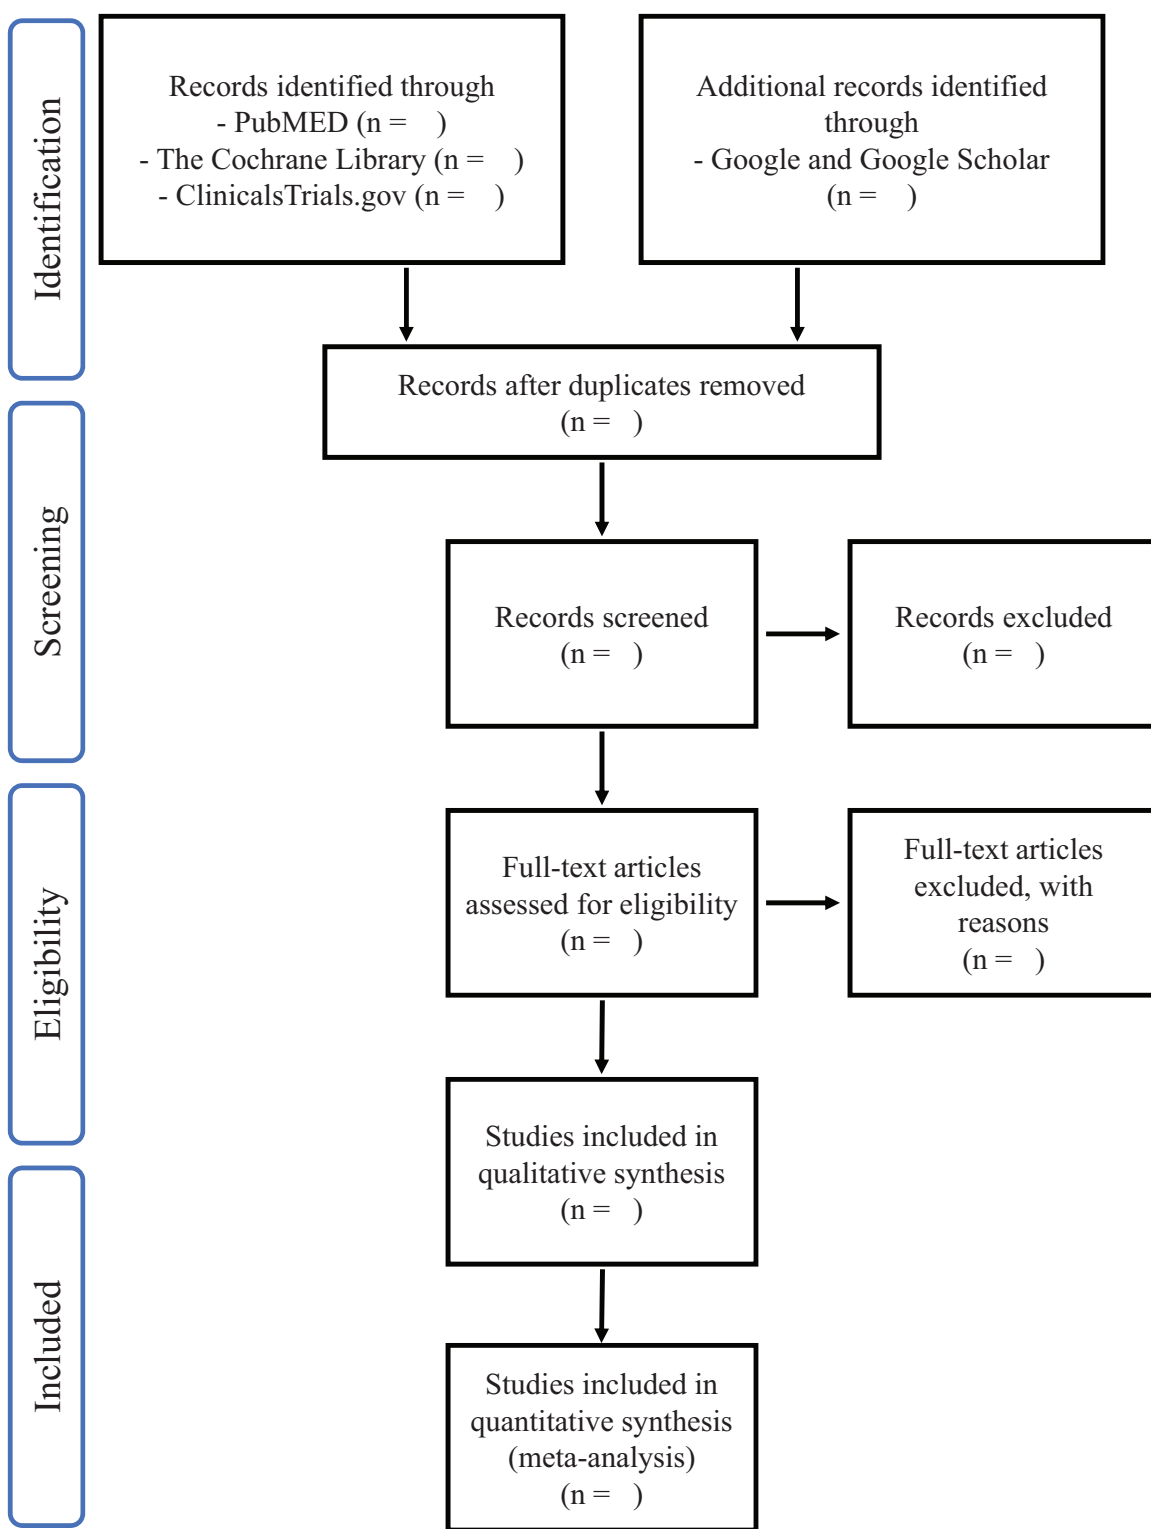 Identification
Records identified through
- PubMED (n =    )
- The Cochrane Library (n =    )
- ClinicalsTrials.gov (n =    )
Additional records identified
through
- Google and Google Scholar
(n =    )
Records after duplicates removed
(n =   )
Screening
Records screened
(n =   )
Records excluded
(n =   )
Eligibility
Full-text articles
assessed for eligibility
(n =   )
Full-text articles
excluded, with
reasons
(n =   )
Studies included in
qualitative synthesis
(n =   )
Included
Studies included in
quantitative synthesis
(meta-analysis)
(n =   )